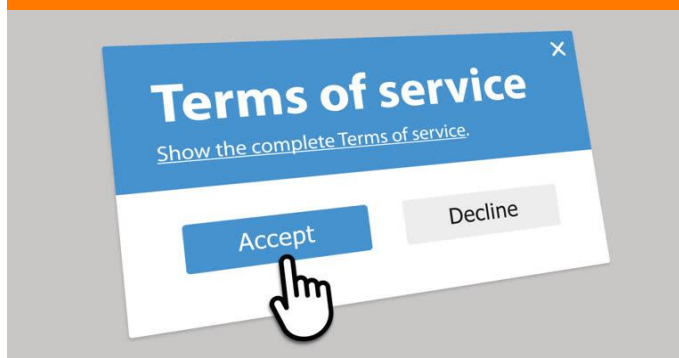 Terms of service
Show the complete Terms of service.
Accept
Decline